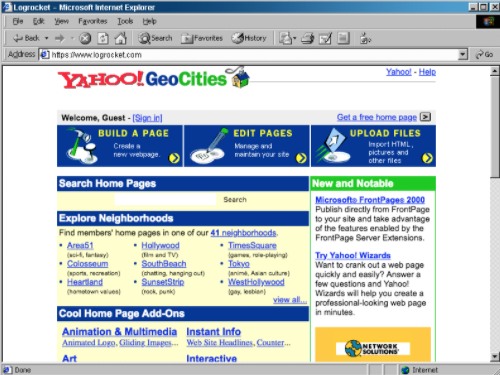 Logrocket - Microsoft Internet Explorer
File Edit View Favorites Tools Help
Back Search Favorites History
Address https://www.logrocket.com Go
YAHOO! GeoCities
Yahoo! - Help
Welcome, Guest - [Sign in] Get a free home page
BUILD A PAGE
Create a
new webpage.
EDIT PAGES
Manage and
maintain your site
UPLOAD FILES
Import HTML,
pictures and
other files
Search Home Pages
Search
Explore Neighborhoods
Find members' home pages in one of our 41 neighborhoods.
• Area51
(sci-fi, fantasy)
• Hollywood
(film and TV)
• TimesSquare
(games, role-playing)
• Colosseum
(sports, recreation)
• SouthBeach
(chatting, hanging out)
• Tokyo
(animé, Asian culture)
• Heartland
(hometown values)
• SunsetStrip
(rock, punk)
• WestHollywood
(gay, lesbian)
view all...
Cool Home Page Add-Ons
Animation & Multimedia
Animated Logo, Gliding Images...
Instant Info
Web Site Headlines, Counter...
Art
Interactive
New and Notable
Microsoft® FrontPages 2000
Publish directly from FrontPage
to your site and take advantage
of the features enabled by the
FrontPage Server Extensions.
Try Yahoo! Wizards
Want to crank out a web page
quickly and easily? Answer a
few questions and Yahoo!
Wizards will help you create a
professional-looking web page
in minutes.
NETWORK
SOLUTIONS
Done Internet